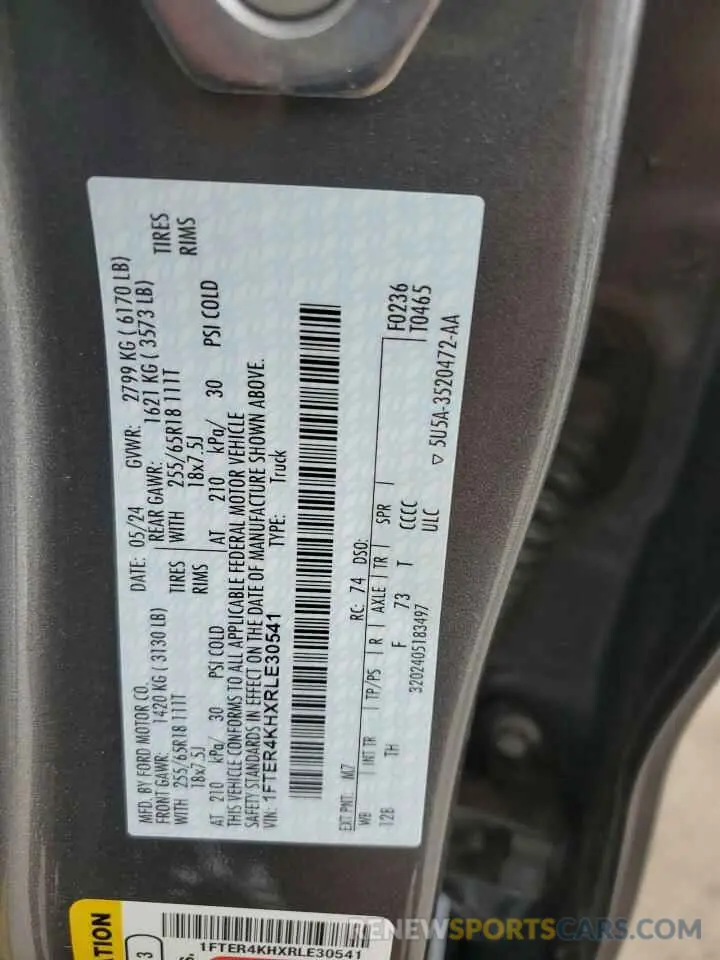 MFD. BY FORD MOTOR CO.
DATE: 05/24 GVWR: 2799 KG ( 6170 LB)
FRONT GAWR: 1420 KG ( 3130 LB) REAR GAWR: 1621 KG ( 3573 LB)
WITH 255/65R18 111T TIRES WITH 255/65R18 111T TIRES
18x7.5J RIMS 18x7.5J RIMS
AT 210 kPa/ 30 PSI COLD AT 210 kPa/ 30 PSI COLD
THIS VEHICLE CONFORMS TO ALL APPLICABLE FEDERAL MOTOR VEHICLE
SAFETY STANDARDS IN EFFECT ON THE DATE OF MANUFACTURE SHOWN ABOVE.
VIN: 1FTER4KHXRLE30541 TYPE: Truck
EXT PNT: M7 RC: 74 DSO: F0236
T0465
WB INT TR TP/PS R AXLE TR SPR
12B TH F 73 T CCCC
3202405183497 ULC
▽ 5U5A-3520472-AA
1FTER4KHXRLE30541
3
RENEWSPORTSCARS.COM